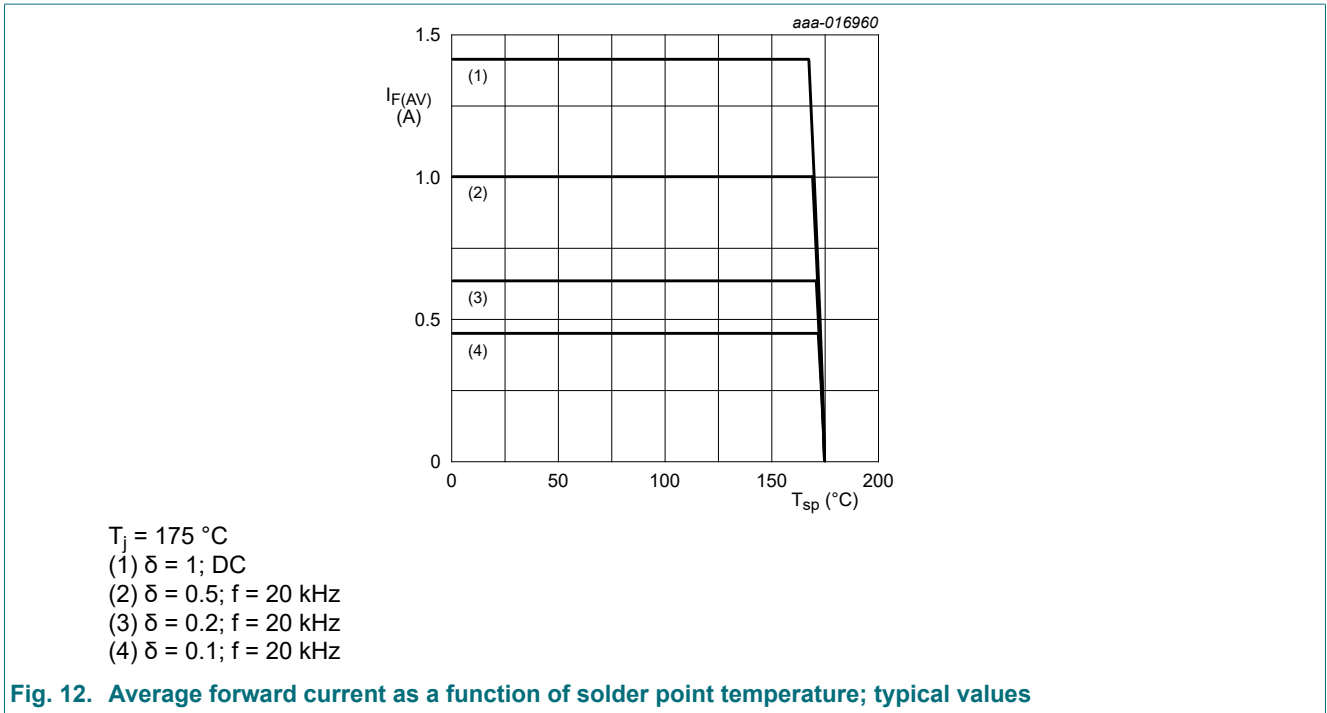 aaa-016960
1.5
I_F(AV)
(A)
(1)
1.0
(2)
(3)
0.5
(4)
0
0
50
100
150
200
T_sp (°C)
T_j = 175 °C
(1) δ = 1; DC
(2) δ = 0.5; f = 20 kHz
(3) δ = 0.2; f = 20 kHz
(4) δ = 0.1; f = 20 kHz
Fig. 12. Average forward current as a function of solder point temperature; typical values